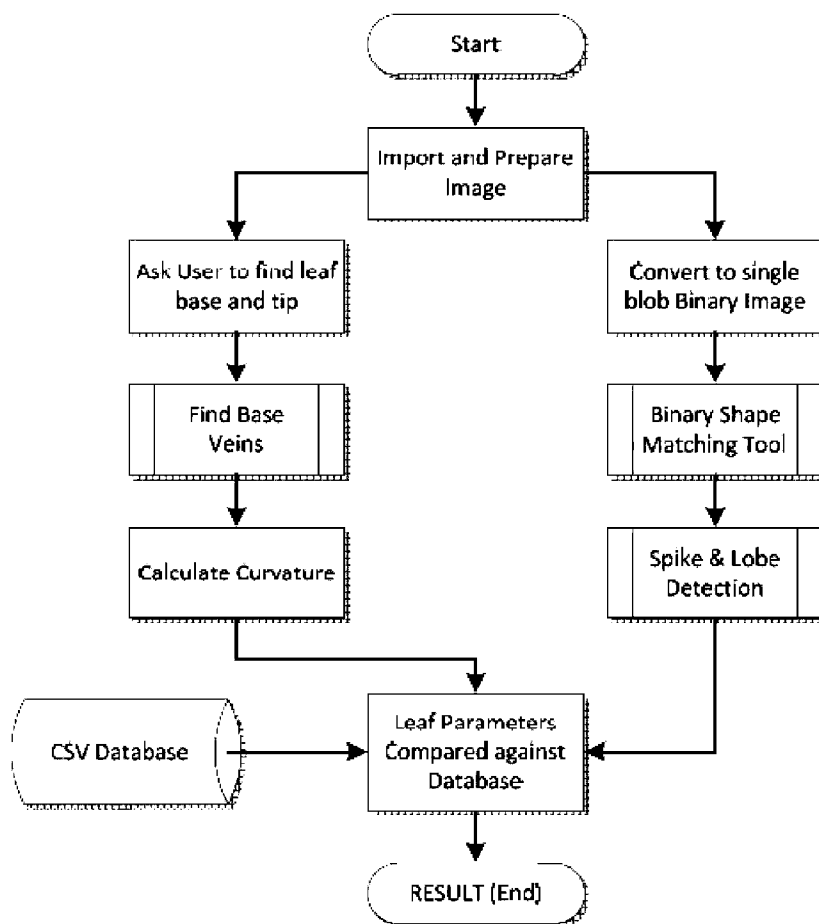 Start
Import and Prepare
Image
Ask User to find leaf
base and tip
Convert to single
blob Binary Image
Find Base
Veins
Binary Shape
Matching Tool
Calculate Curvature
Spike & Lobe
Detection
CSV Database
Leaf Parameters
Compared against
Database
RESULT (End)